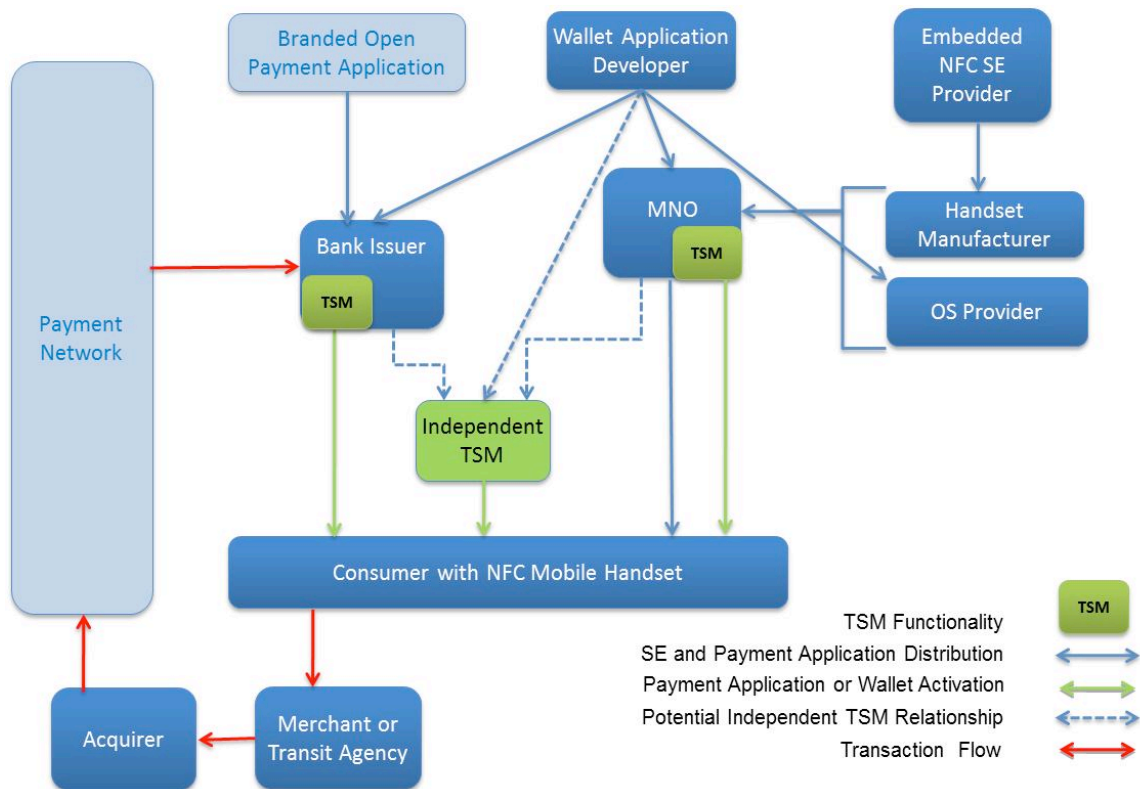 Branded Open
Payment Application
Wallet Application
Developer
Embedded
NFC SE
Provider
MNO
TSM
Handset
Manufacturer
Bank Issuer
TSM
OS Provider
Payment
Network
Independent
TSM
Consumer with NFC Mobile Handset
TSM Functionality
TSM
SE and Payment Application Distribution
Payment Application or Wallet Activation
Potential Independent TSM Relationship
Transaction Flow
Acquirer
Merchant or
Transit Agency